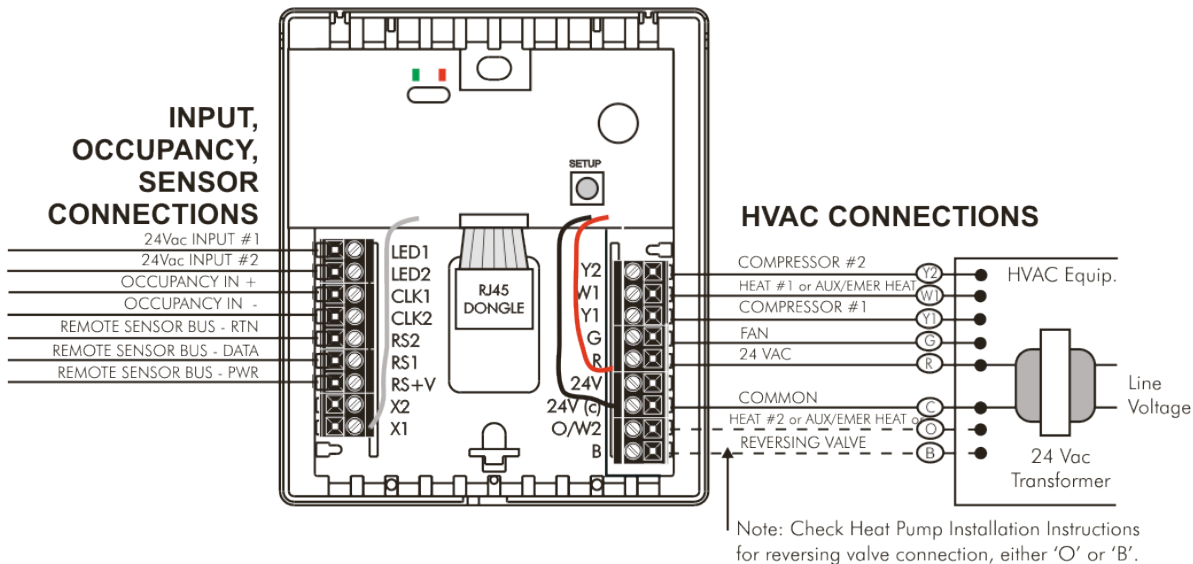 INPUT,
OCCUPANCY,
SENSOR
CONNECTIONS
24Vac INPUT #1
24Vac INPUT #2
OCCUPANCY IN +
OCCUPANCY IN -
REMOTE SENSOR BUS - RTN
REMOTE SENSOR BUS - DATA
REMOTE SENSOR BUS - PWR
LED1
LED2
CLK1
CLK2
RS2
RS1
RS+V
X2
X1
SETUP
RJ45
DONGLE
Y2
W1
Y1
G
R
24V
24V (c)
O/W2
B
HVAC CONNECTIONS
COMPRESSOR #2
HEAT #1 or AUX/EMER HEAT
COMPRESSOR #1
FAN
24 VAC
COMMON
HEAT #2 or AUX/EMER HEAT or
REVERSING VALVE
Y2
W1
Y1
G
R
C
O
B
HVAC Equip.
Line
Voltage
24 Vac
Transformer
Note: Check Heat Pump Installation Instructions
for reversing valve connection, either ‘O’ or ‘B’.